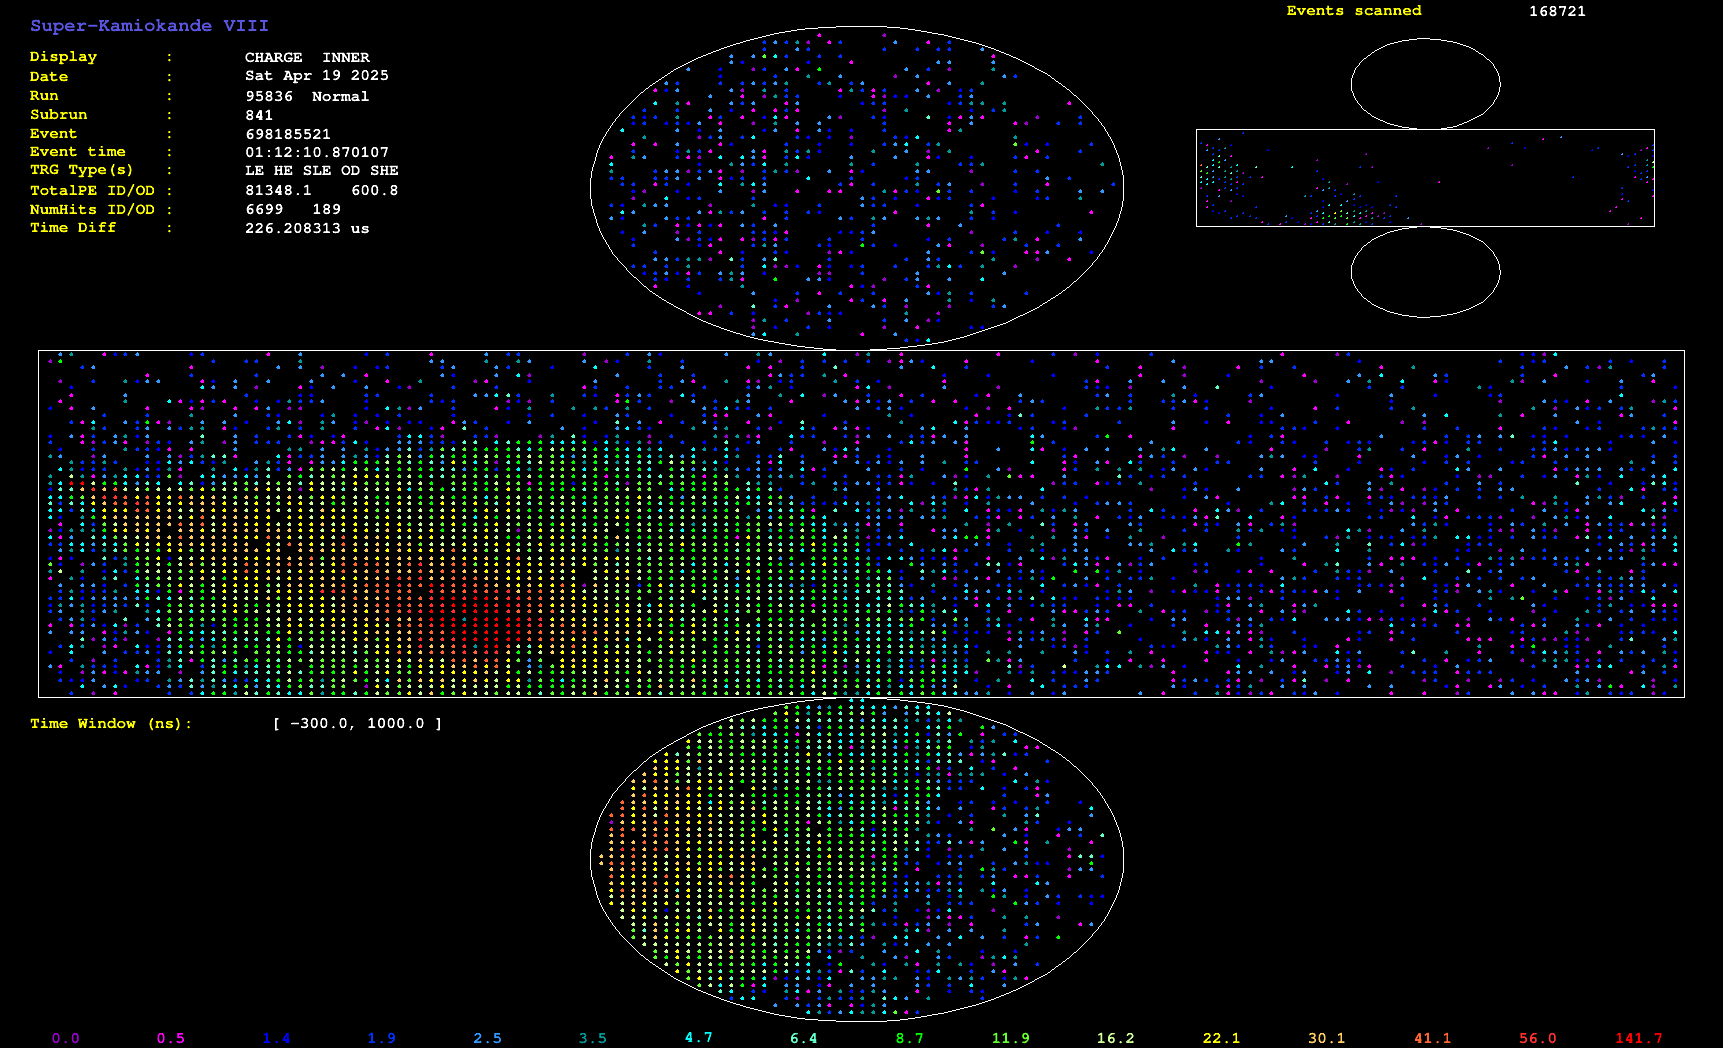 Super-Kamiokande VIII
Events scanned 168721
Display : CHARGE INNER
Date : Sat Apr 19 2025
Run : 95836 Normal
Subrun : 841
Event : 698185521
Event time : 01:12:10.870107
TRG Type(s) : LE HE SLE OD SHE
TotalPE ID/OD : 81348.1 600.8
NumHits ID/OD : 6699 189
Time Diff : 226.208313 us
Time Window (ns): [ -300.0, 1000.0 ]
0.0 0.5 1.4 1.9 2.5 3.5 4.7 6.4 8.7 11.9 16.2 22.1 30.1 41.1 56.0 141.7